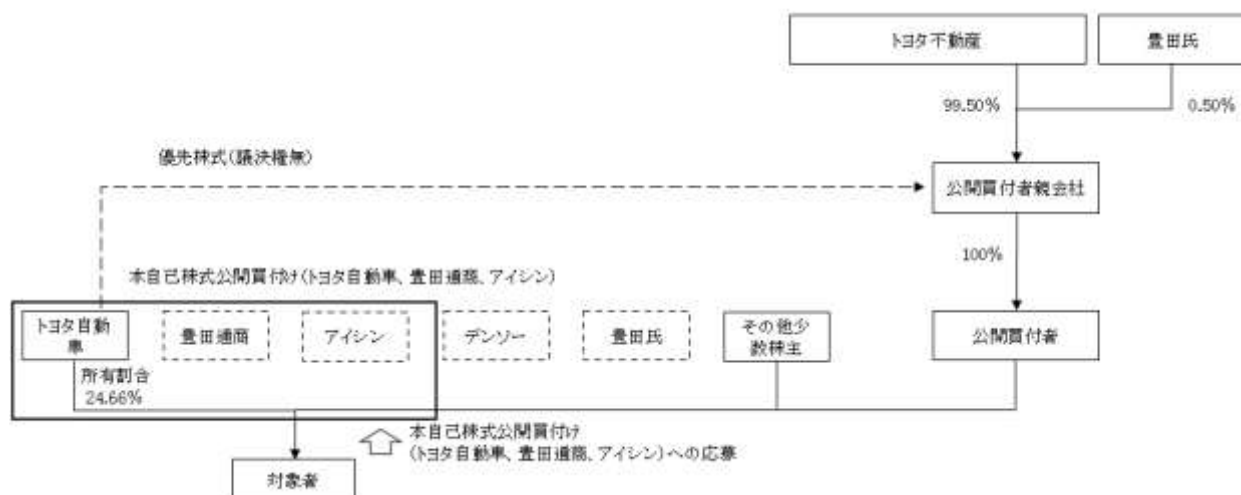 トヨタ不動産
豊田氏
99.50%
0.50%
優先株式(議決権無)
公開買付者親会社
100%
本自己株式公開買付け(トヨタ自動車、豊田通商、アイシン)
トヨタ自動
車
豊田通商
アイシン
デンソー
豊田氏
その他少
数株主
公開買付者
所有割合
24.66%
本自己株式公開買付け
(トヨタ自動車、豊田通商、アイシン)への応募
対象者